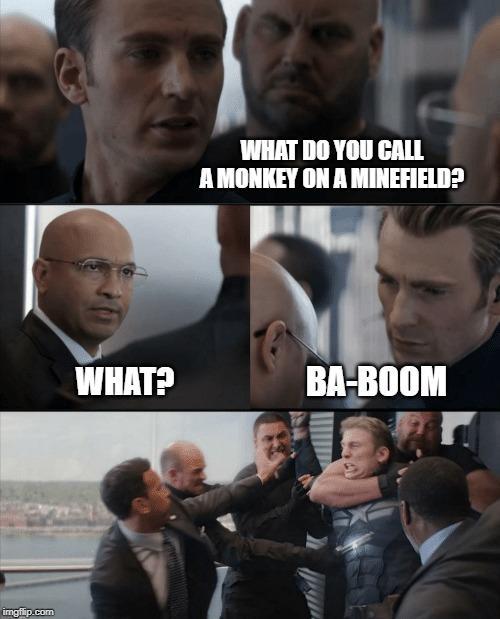 WHAT DO YOU CALL
A MONKEY ON A MINEFIELD?
WHAT?
BA-BOOM
imgflip.com